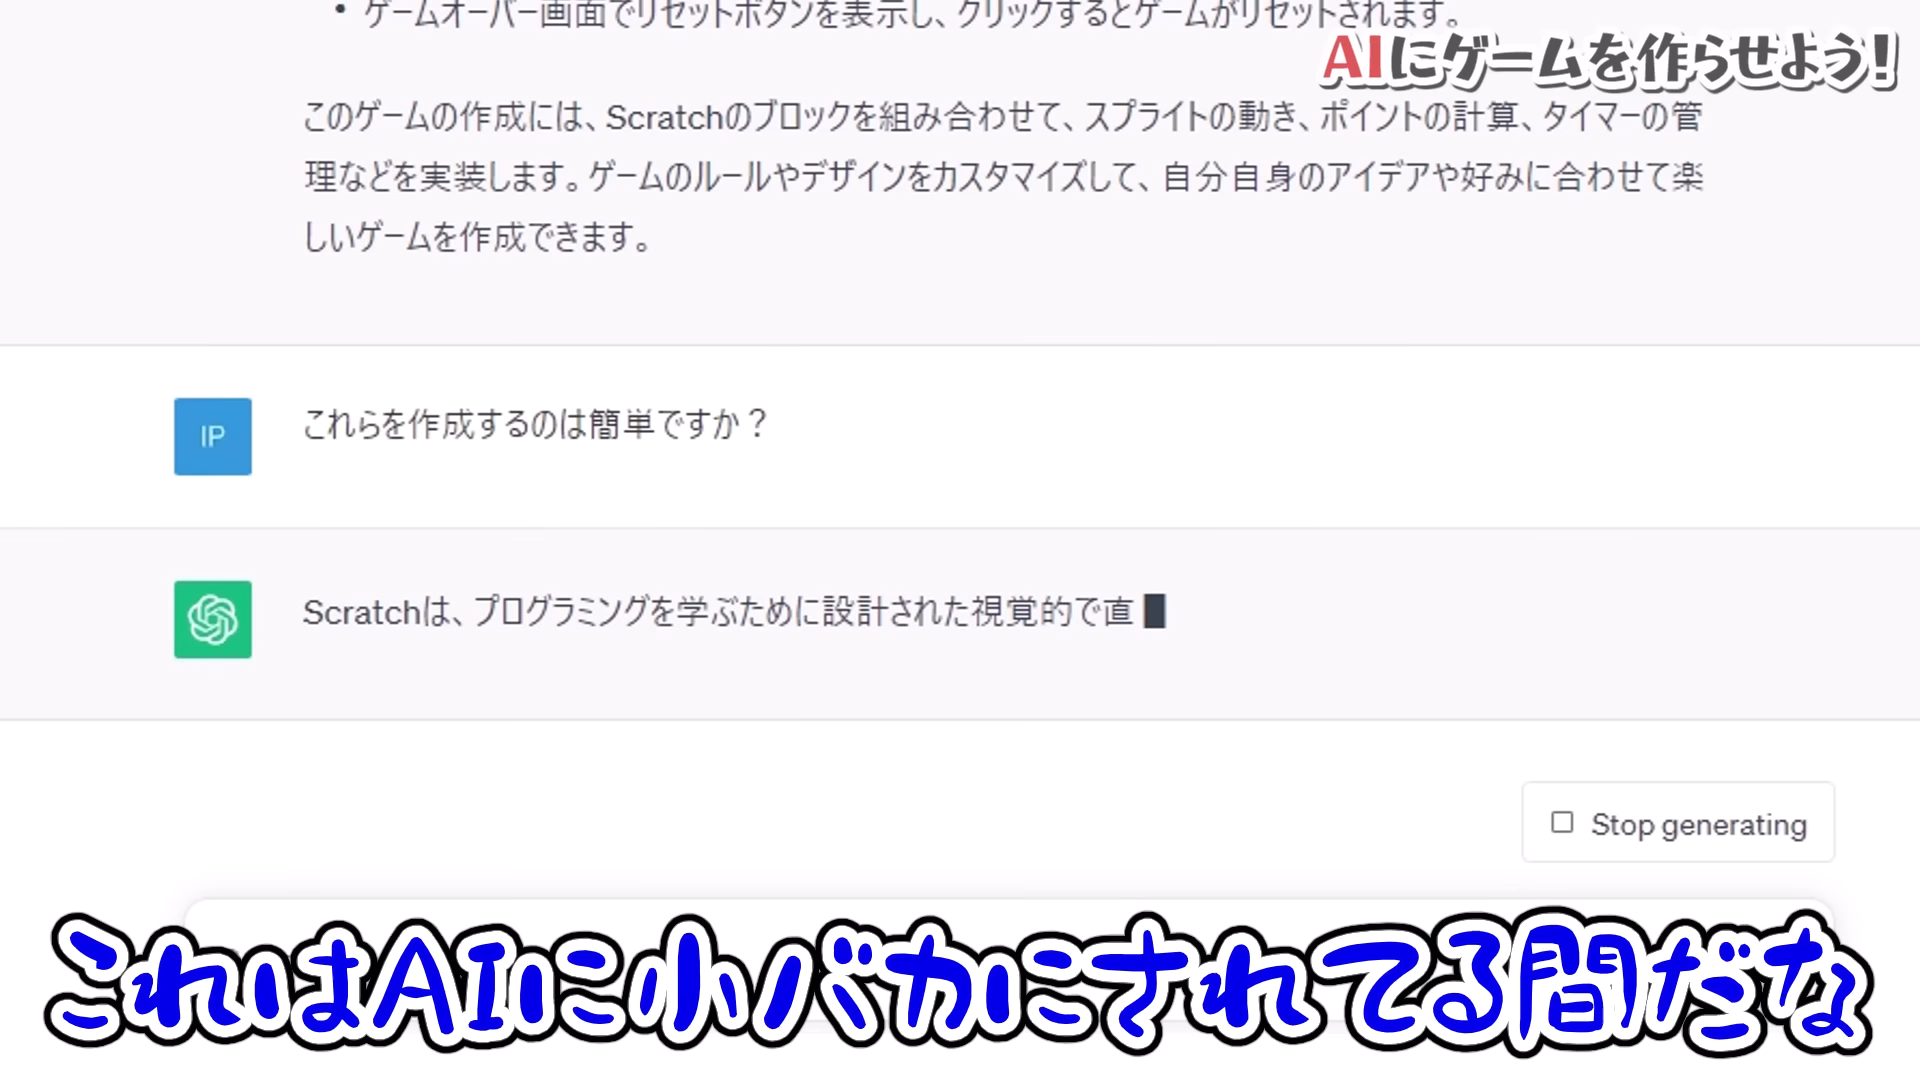 • ゲームオーバー画面でリセットボタンを表示し、クリックするとゲームがリセットされます。
AIにゲームを作らせよう！
このゲームの作成には、Scratchのブロックを組み合わせて、スプライトの動き、ポイントの計算、タイマーの管
理などを実装します。ゲームのルールやデザインをカスタマイズして、自分自身のアイデアや好みに合わせて楽
しいゲームを作成できます。
IP
これらを作成するのは簡単ですか？
Scratchは、プログラミングを学ぶために設計された視覚的で直
Stop generating
これはAIに小バカにされてる間だな